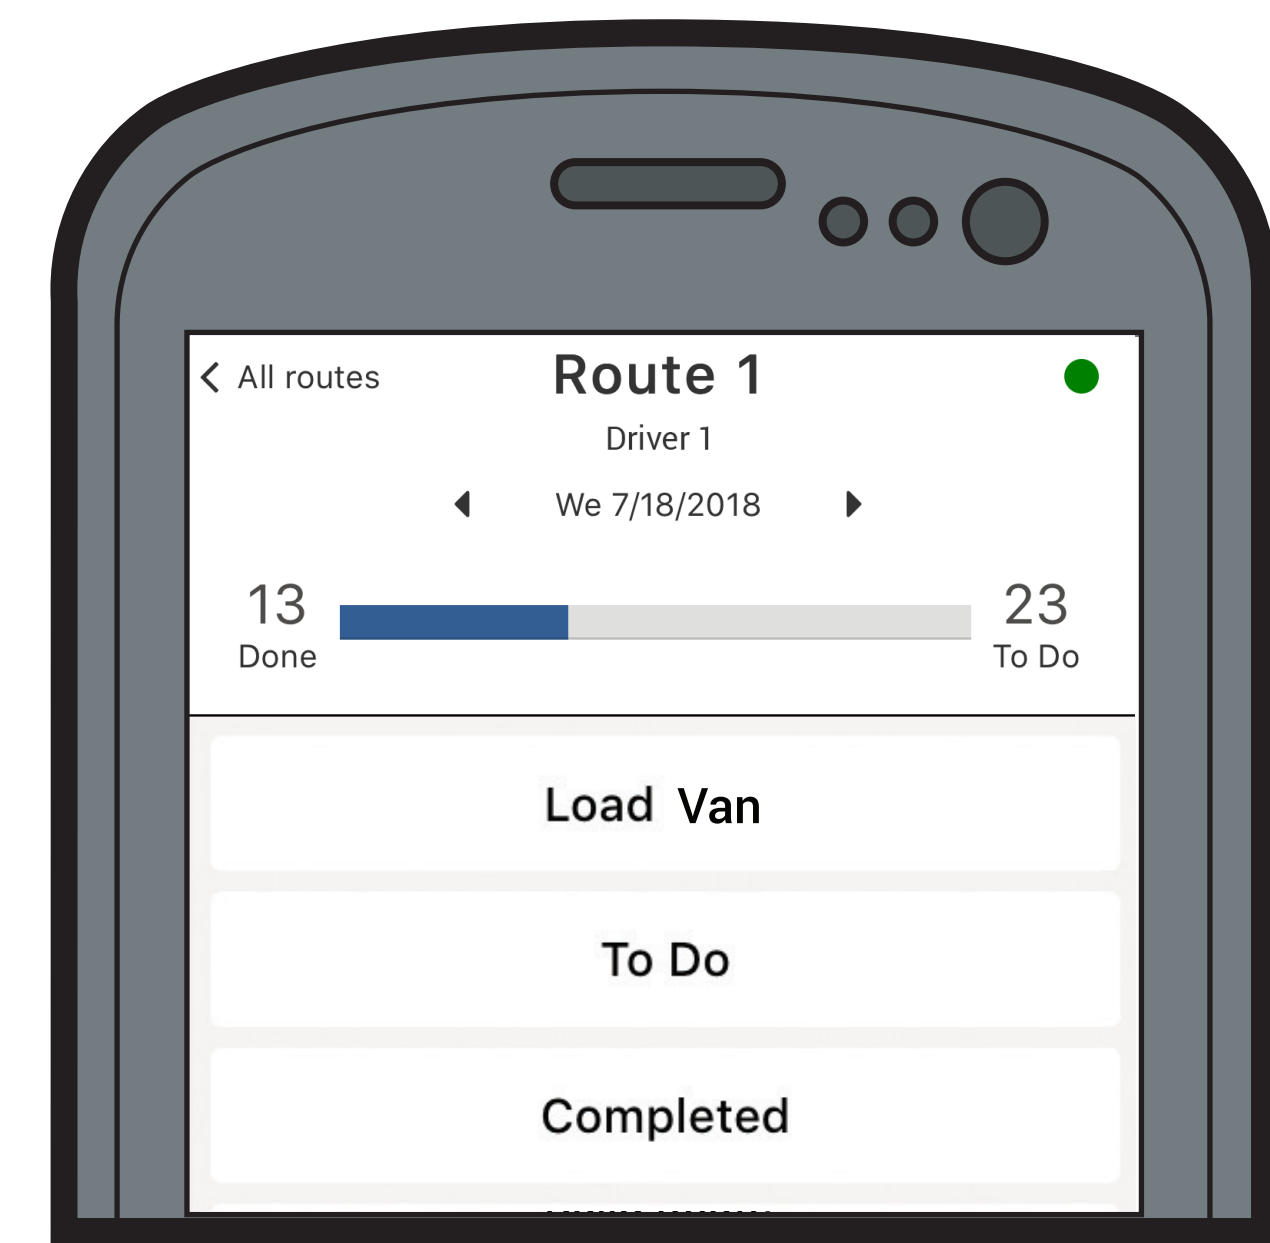 All routes
Route 1
Driver 1
We 7/18/2018
13
Done
23
To Do
Load Van
To Do
Completed